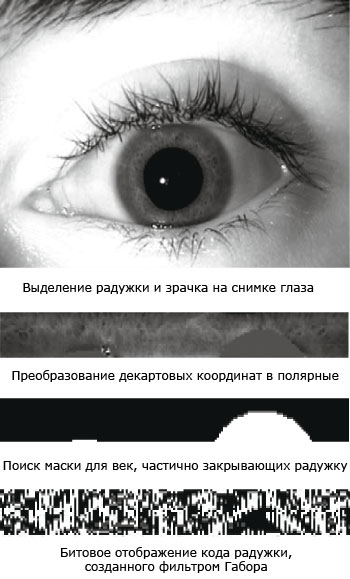 Выделение радужки и зрачка на снимке глаза
Преобразование декартовых координат в полярные
Поиск маски для век, частично закрывающих радужку
Битовое отображение кода радужки,
созданного фильтром Габора